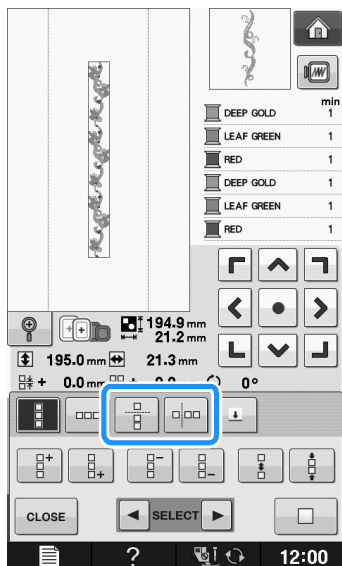 min
DEEP GOLD 1
LEAF GREEN 1
RED 1
DEEP GOLD 1
LEAF GREEN 1
RED 1
194.9 mm
21.2 mm
195.0 mm 21.3 mm
+ 0.0 mm 0°
CLOSE SELECT
? 12:00